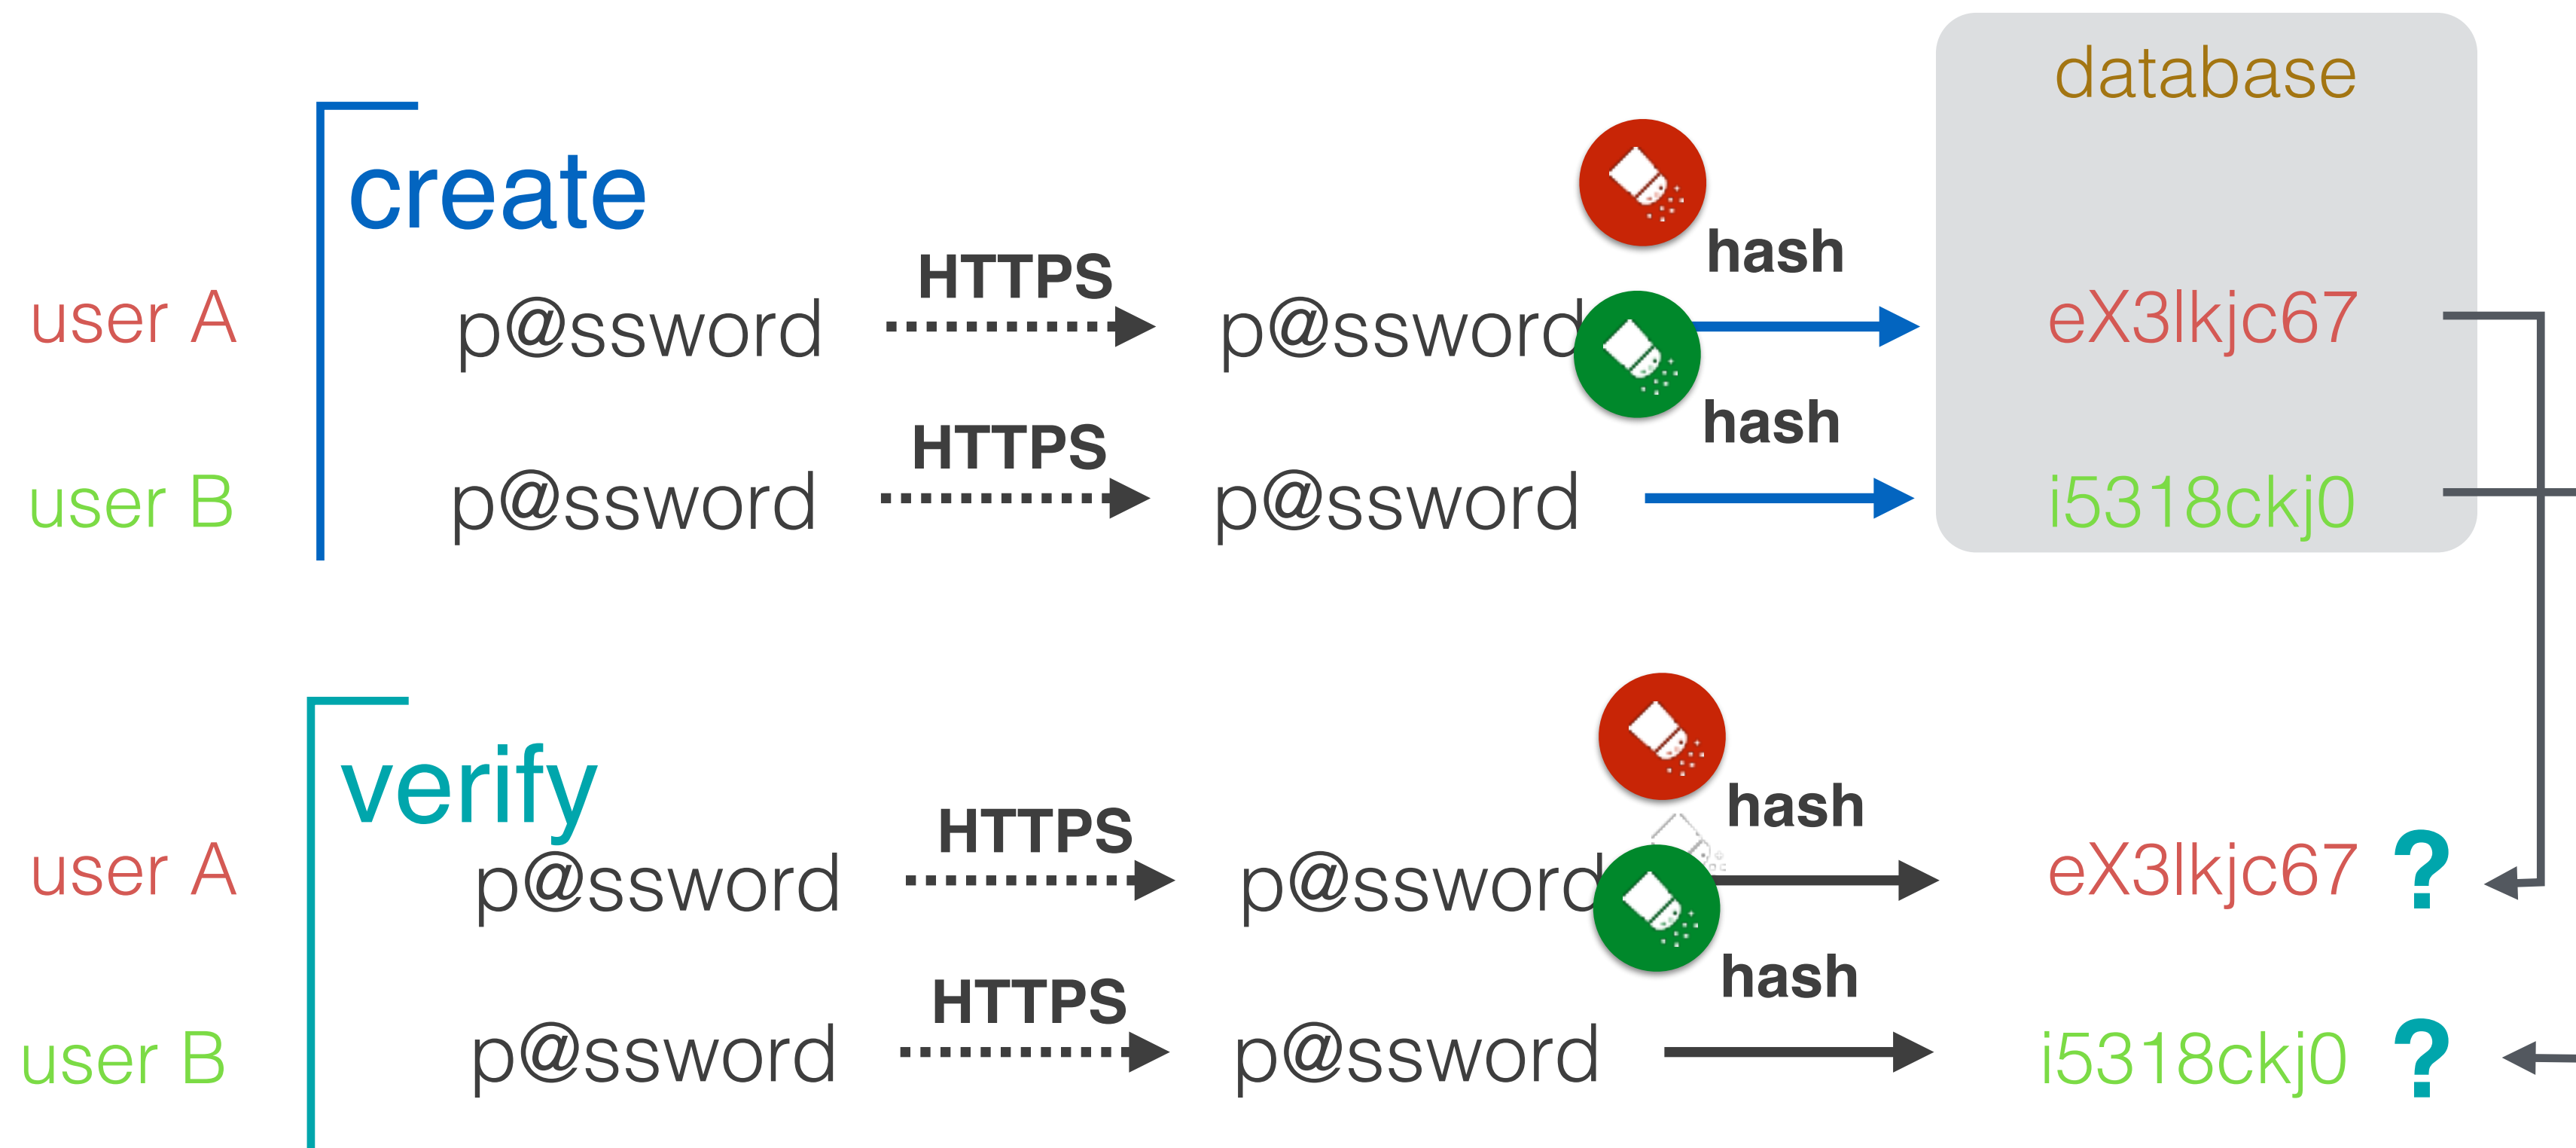 database
create
hash
HTTPS
user A p@ssword p@ssword eX3lkjc67
hash
HTTPS
user B p@ssword p@ssword i5318ckj0
verify
hash
HTTPS
user A p@ssword p@ssword eX3lkjc67 ?
hash
HTTPS
user B p@ssword p@ssword i5318ckj0 ?